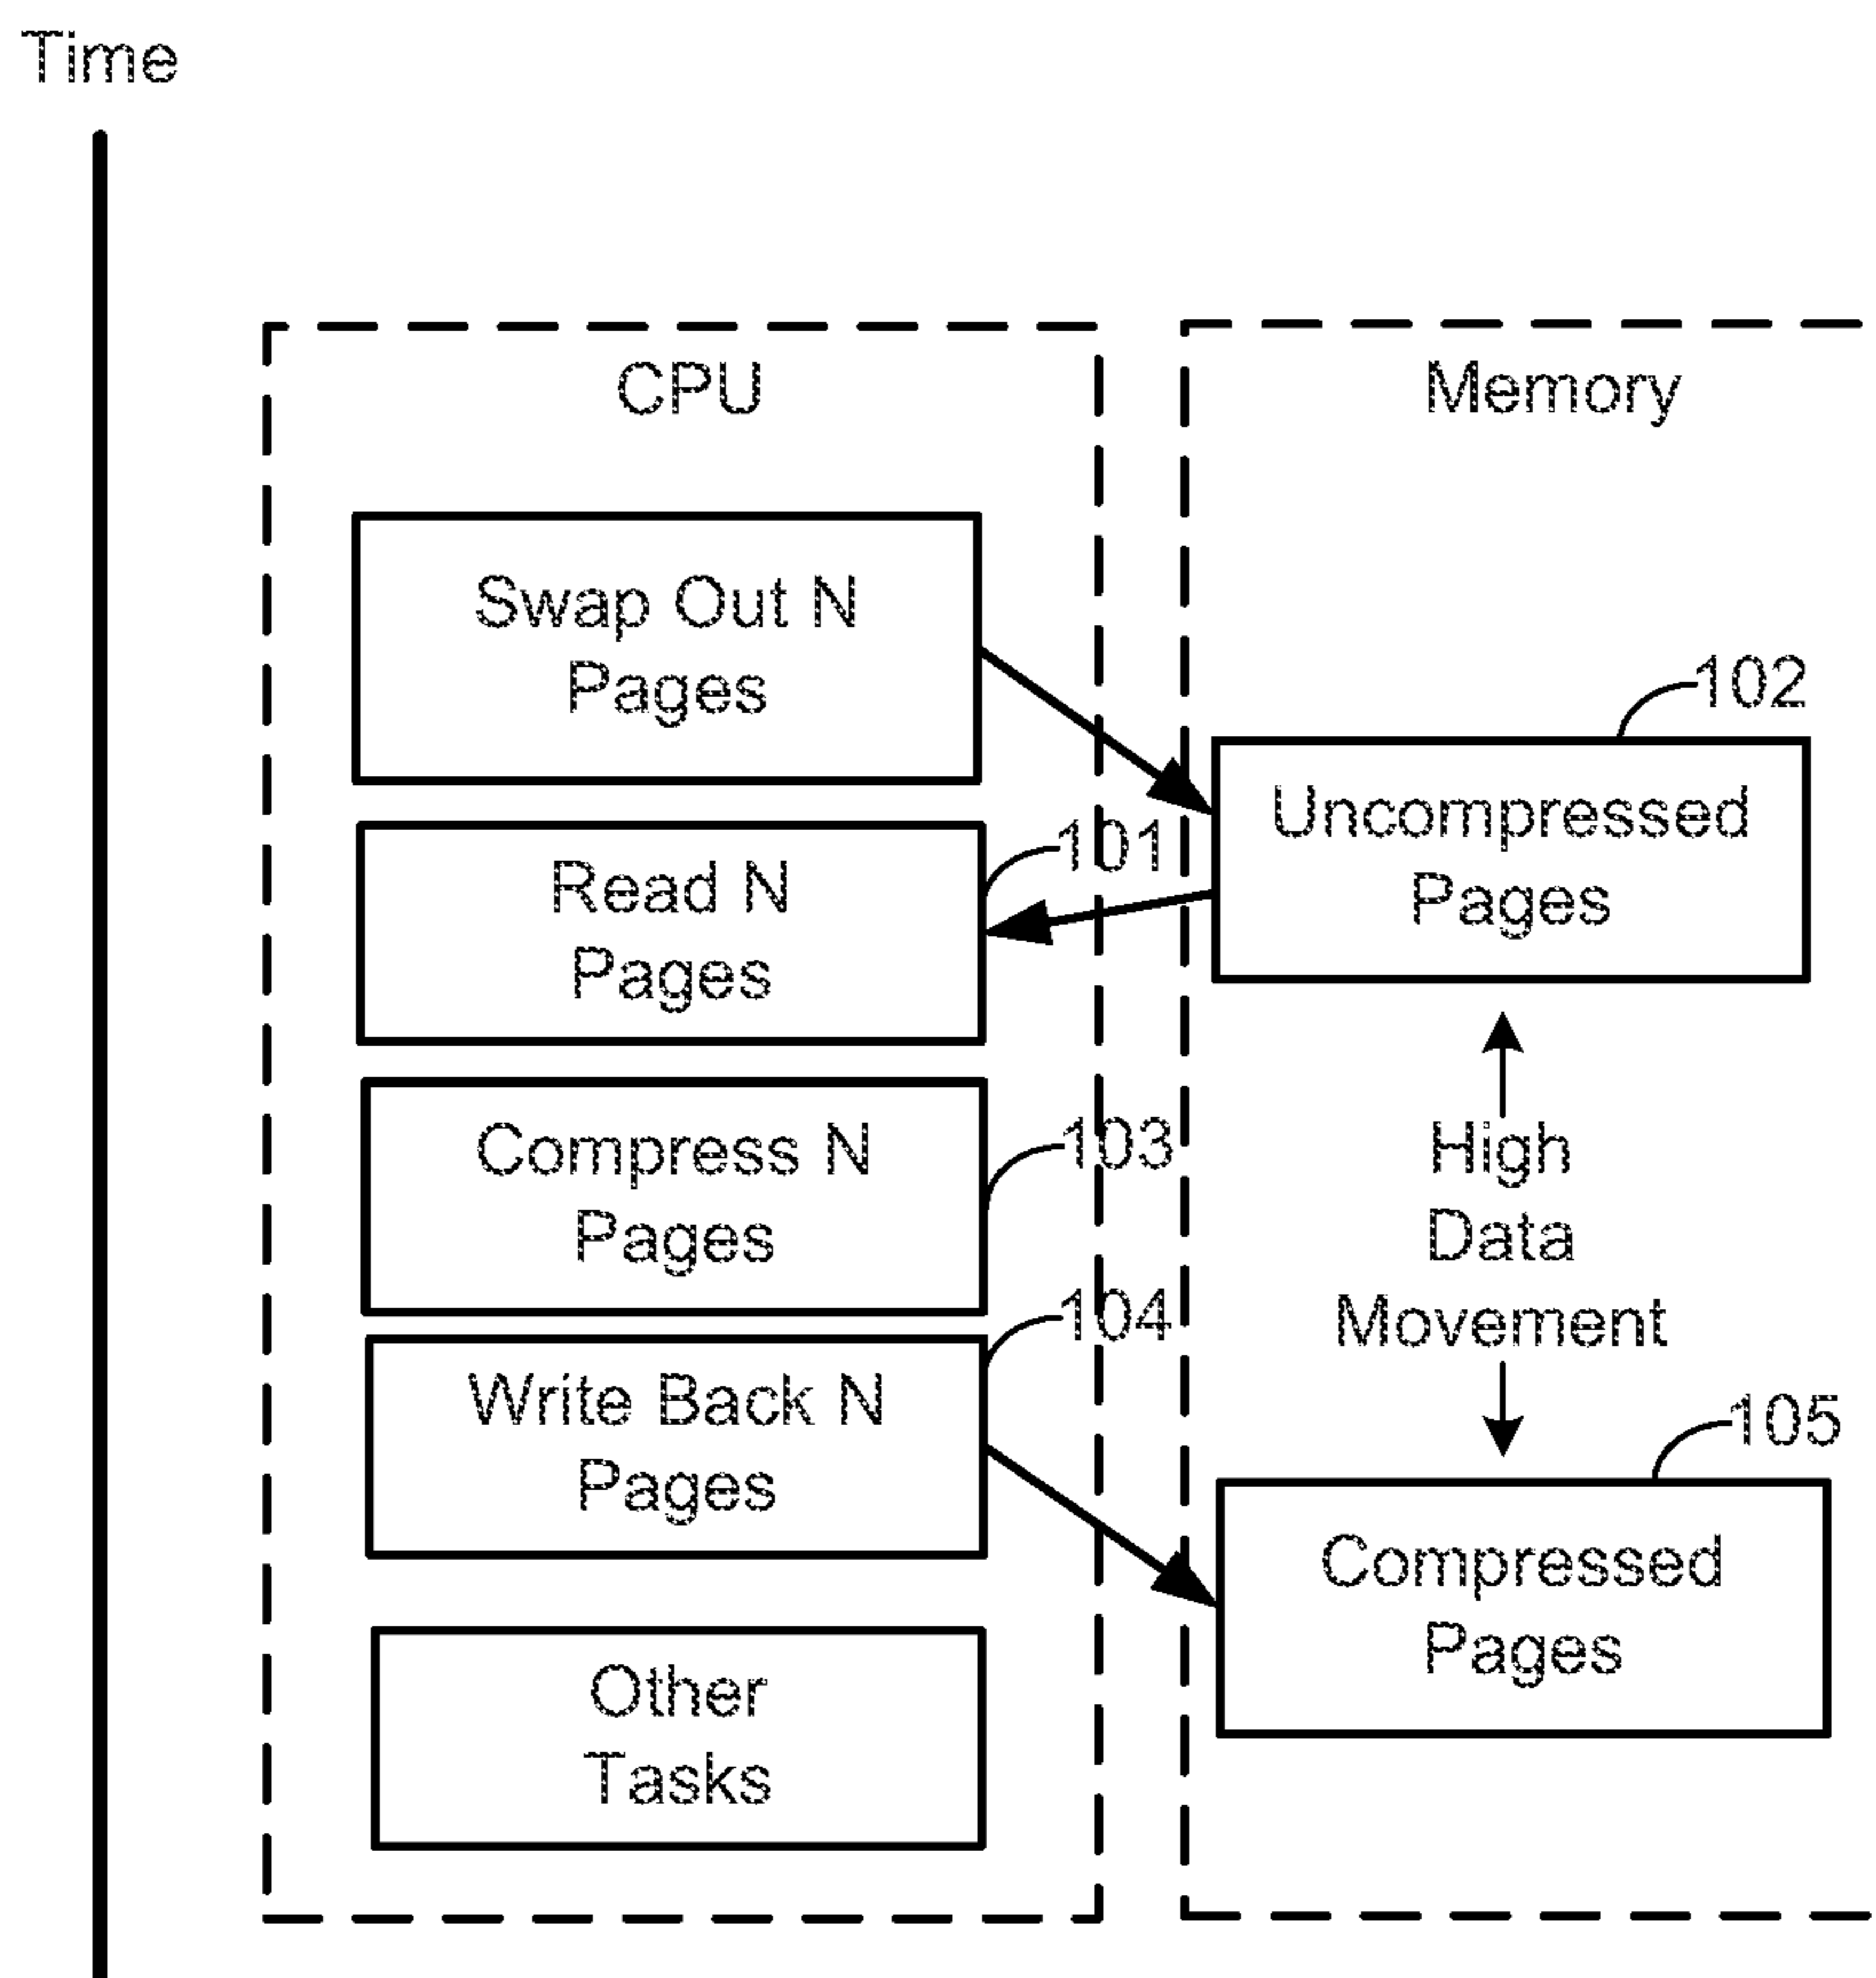 Time
CPU
Memory
Swap Out N
Pages
102
Uncompressed
Pages
101
Read N
Pages
103
Compress N
Pages
High
Data
Movement
104
Write Back N
Pages
105
Compressed
Pages
Other
Tasks